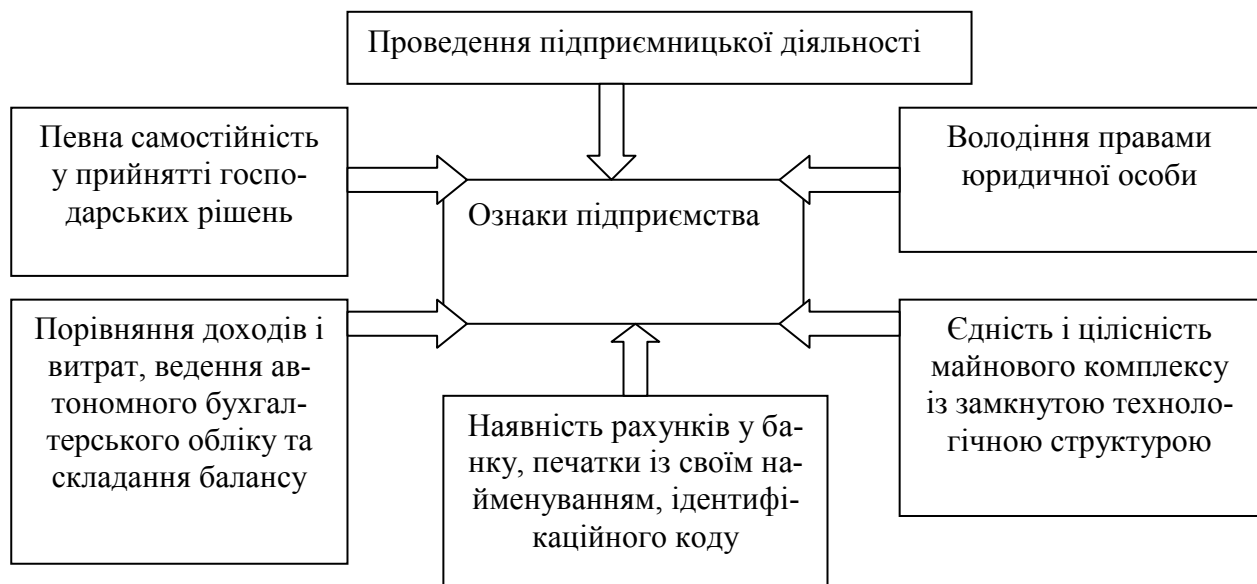 Проведення підприємницької діяльності
Певна самостійність
у прийнятті госпо-
дарських рішень
Володіння правами
юридичної особи
Ознаки підприємства
Порівняння доходів і
витрат, ведення ав-
тономного бухгал-
терського обліку та
складання балансу
Наявність рахунків у ба-
нку, печатки із своїм на-
йменуванням, ідентифі-
каційного коду
Єдність і цілісність
майнового комплексу
із замкнутою техноло-
гічною структурою